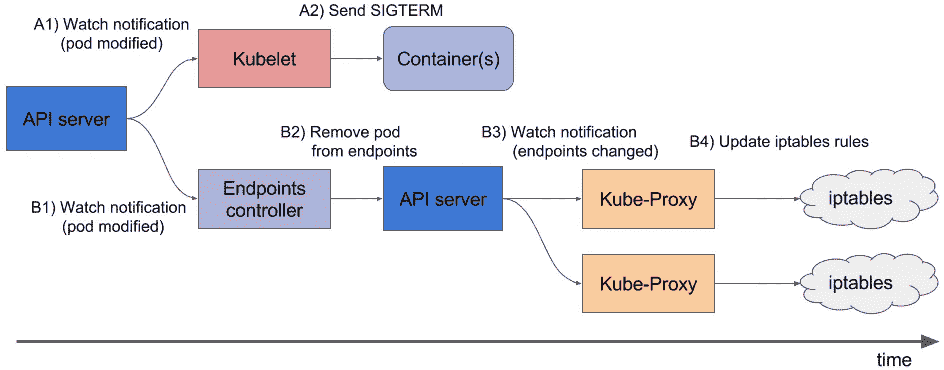 A1) Watch notification
(pod modified)
A2) Send SIGTERM
Kubelet
Container(s)
API server
B1) Watch notification
(pod modified)
B2) Remove pod
from endpoints
B3) Watch notification
(endpoints changed)
B4) Update iptables rules
Endpoints
controller
API server
Kube-Proxy
iptables
Kube-Proxy
iptables
time